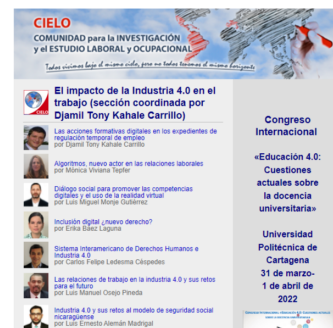 CIELO
COMUNIDAD para la INVESTIGACIÓN
y el ESTUDIO LABORAL y OCUPACIONAL
Todos vivimos bajo el mismo cielo, pero no todos tenemos el mismo horizonte
El impacto de la Industria 4.0 en el
trabajo (sección coordinada por
Djamil Tony Kahale Carrillo)
Las acciones formativas digitales en los expedientes de
regulación temporal de empleo
por Djamil Tony Kahale Carrillo
Algoritmos, nuevo actor en las relaciones laborales
por Mónica Viviana Tepfer
Diálogo social para promover las competencias
digitales y el uso de la realidad virtual
por Luis Miguel Monje Gutiérrez
Inclusión digital ¿nuevo derecho?
por Erika Báez Laguna
Sistema Interamericano de Derechos Humanos e
Industria 4.0
por Carlos Felipe Ledesma Céspedes
Las relaciones de trabajo en la industria 4.0 y sus retos
para el futuro
por Luis Manuel Osejo Pineda
Industria 4.0 y sus retos al modelo de seguridad social
nicaragüense
por Luis Ernesto Alemán Madrigal
Congreso
Internacional
«Educación 4.0:
Cuestiones
actuales sobre
la docencia
universitaria»
Universidad
Politécnica de
Cartagena
31 de marzo-
1 de abril de
2022